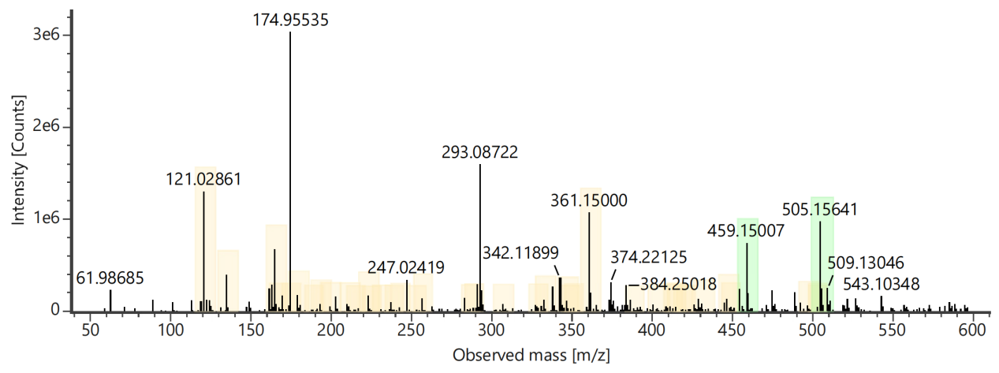 174.95535
3e6
Intensity [Counts]
2e6
293.08722
121.02861
361.15000
505.15641
1e6
459.15007
342.11899
374.22125
509.13046
61.98685
247.02419
384.25018
543.10348
0
50 100 150 200 250 300 350 400 450 500 550 600
Observed mass [m/z]